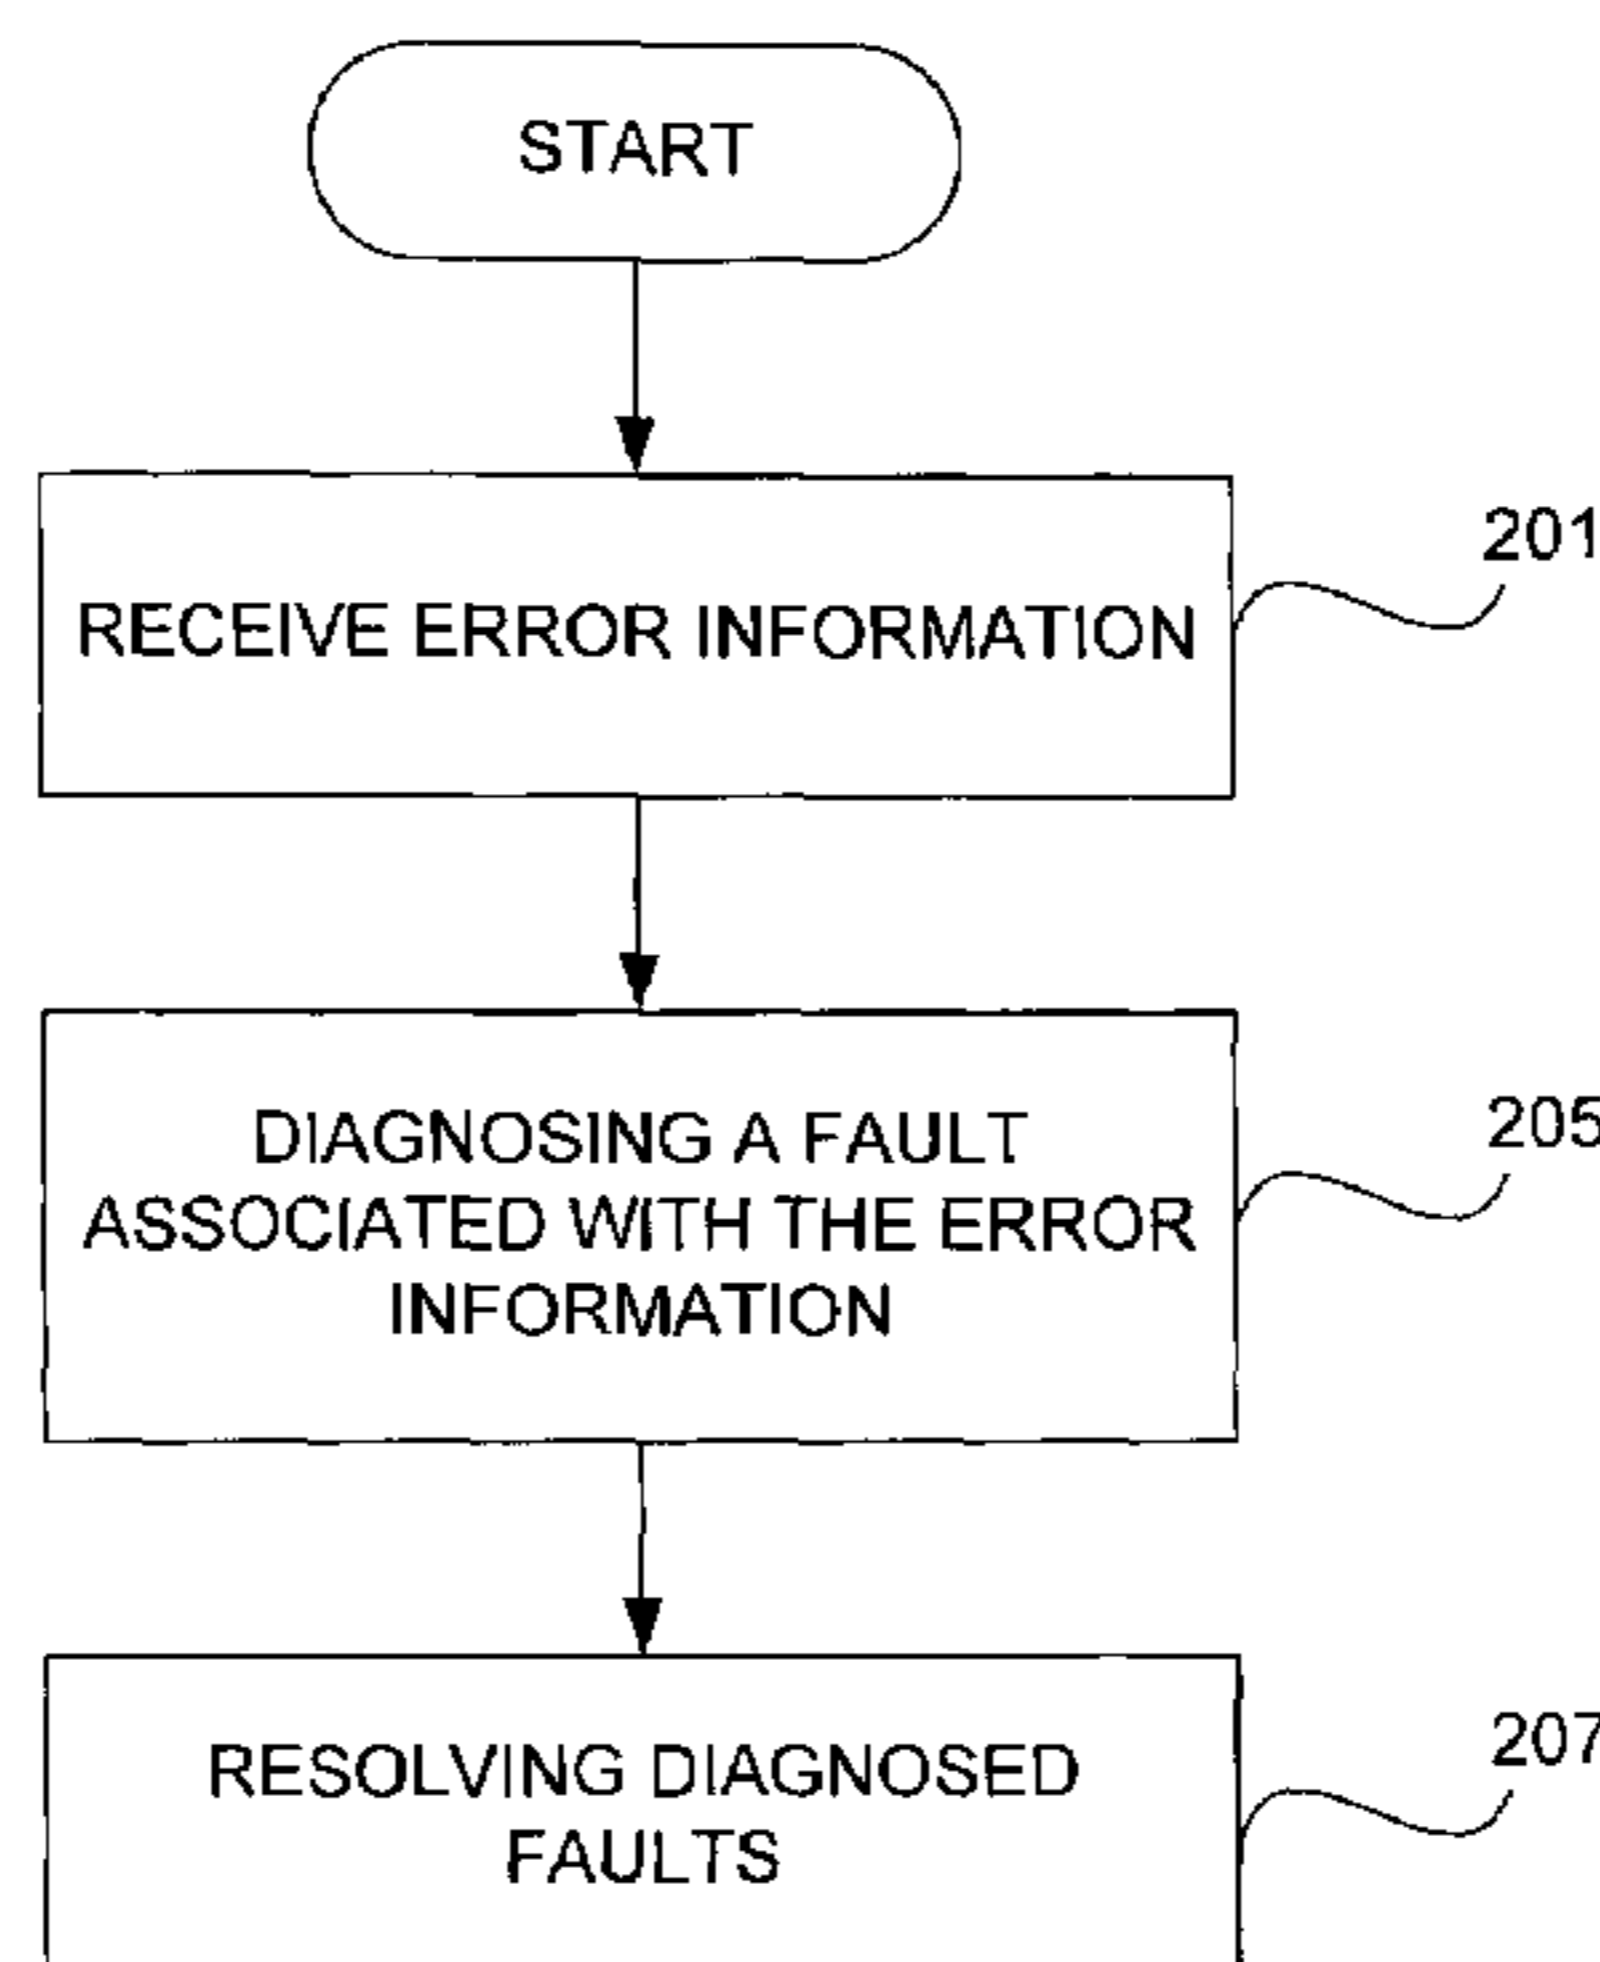 START
201
RECEIVE ERROR INFORMATION
205
DIAGNOSING A FAULT
ASSOCIATED WITH THE ERROR
INFORMATION
207
RESOLVING DIAGNOSED
FAULTS